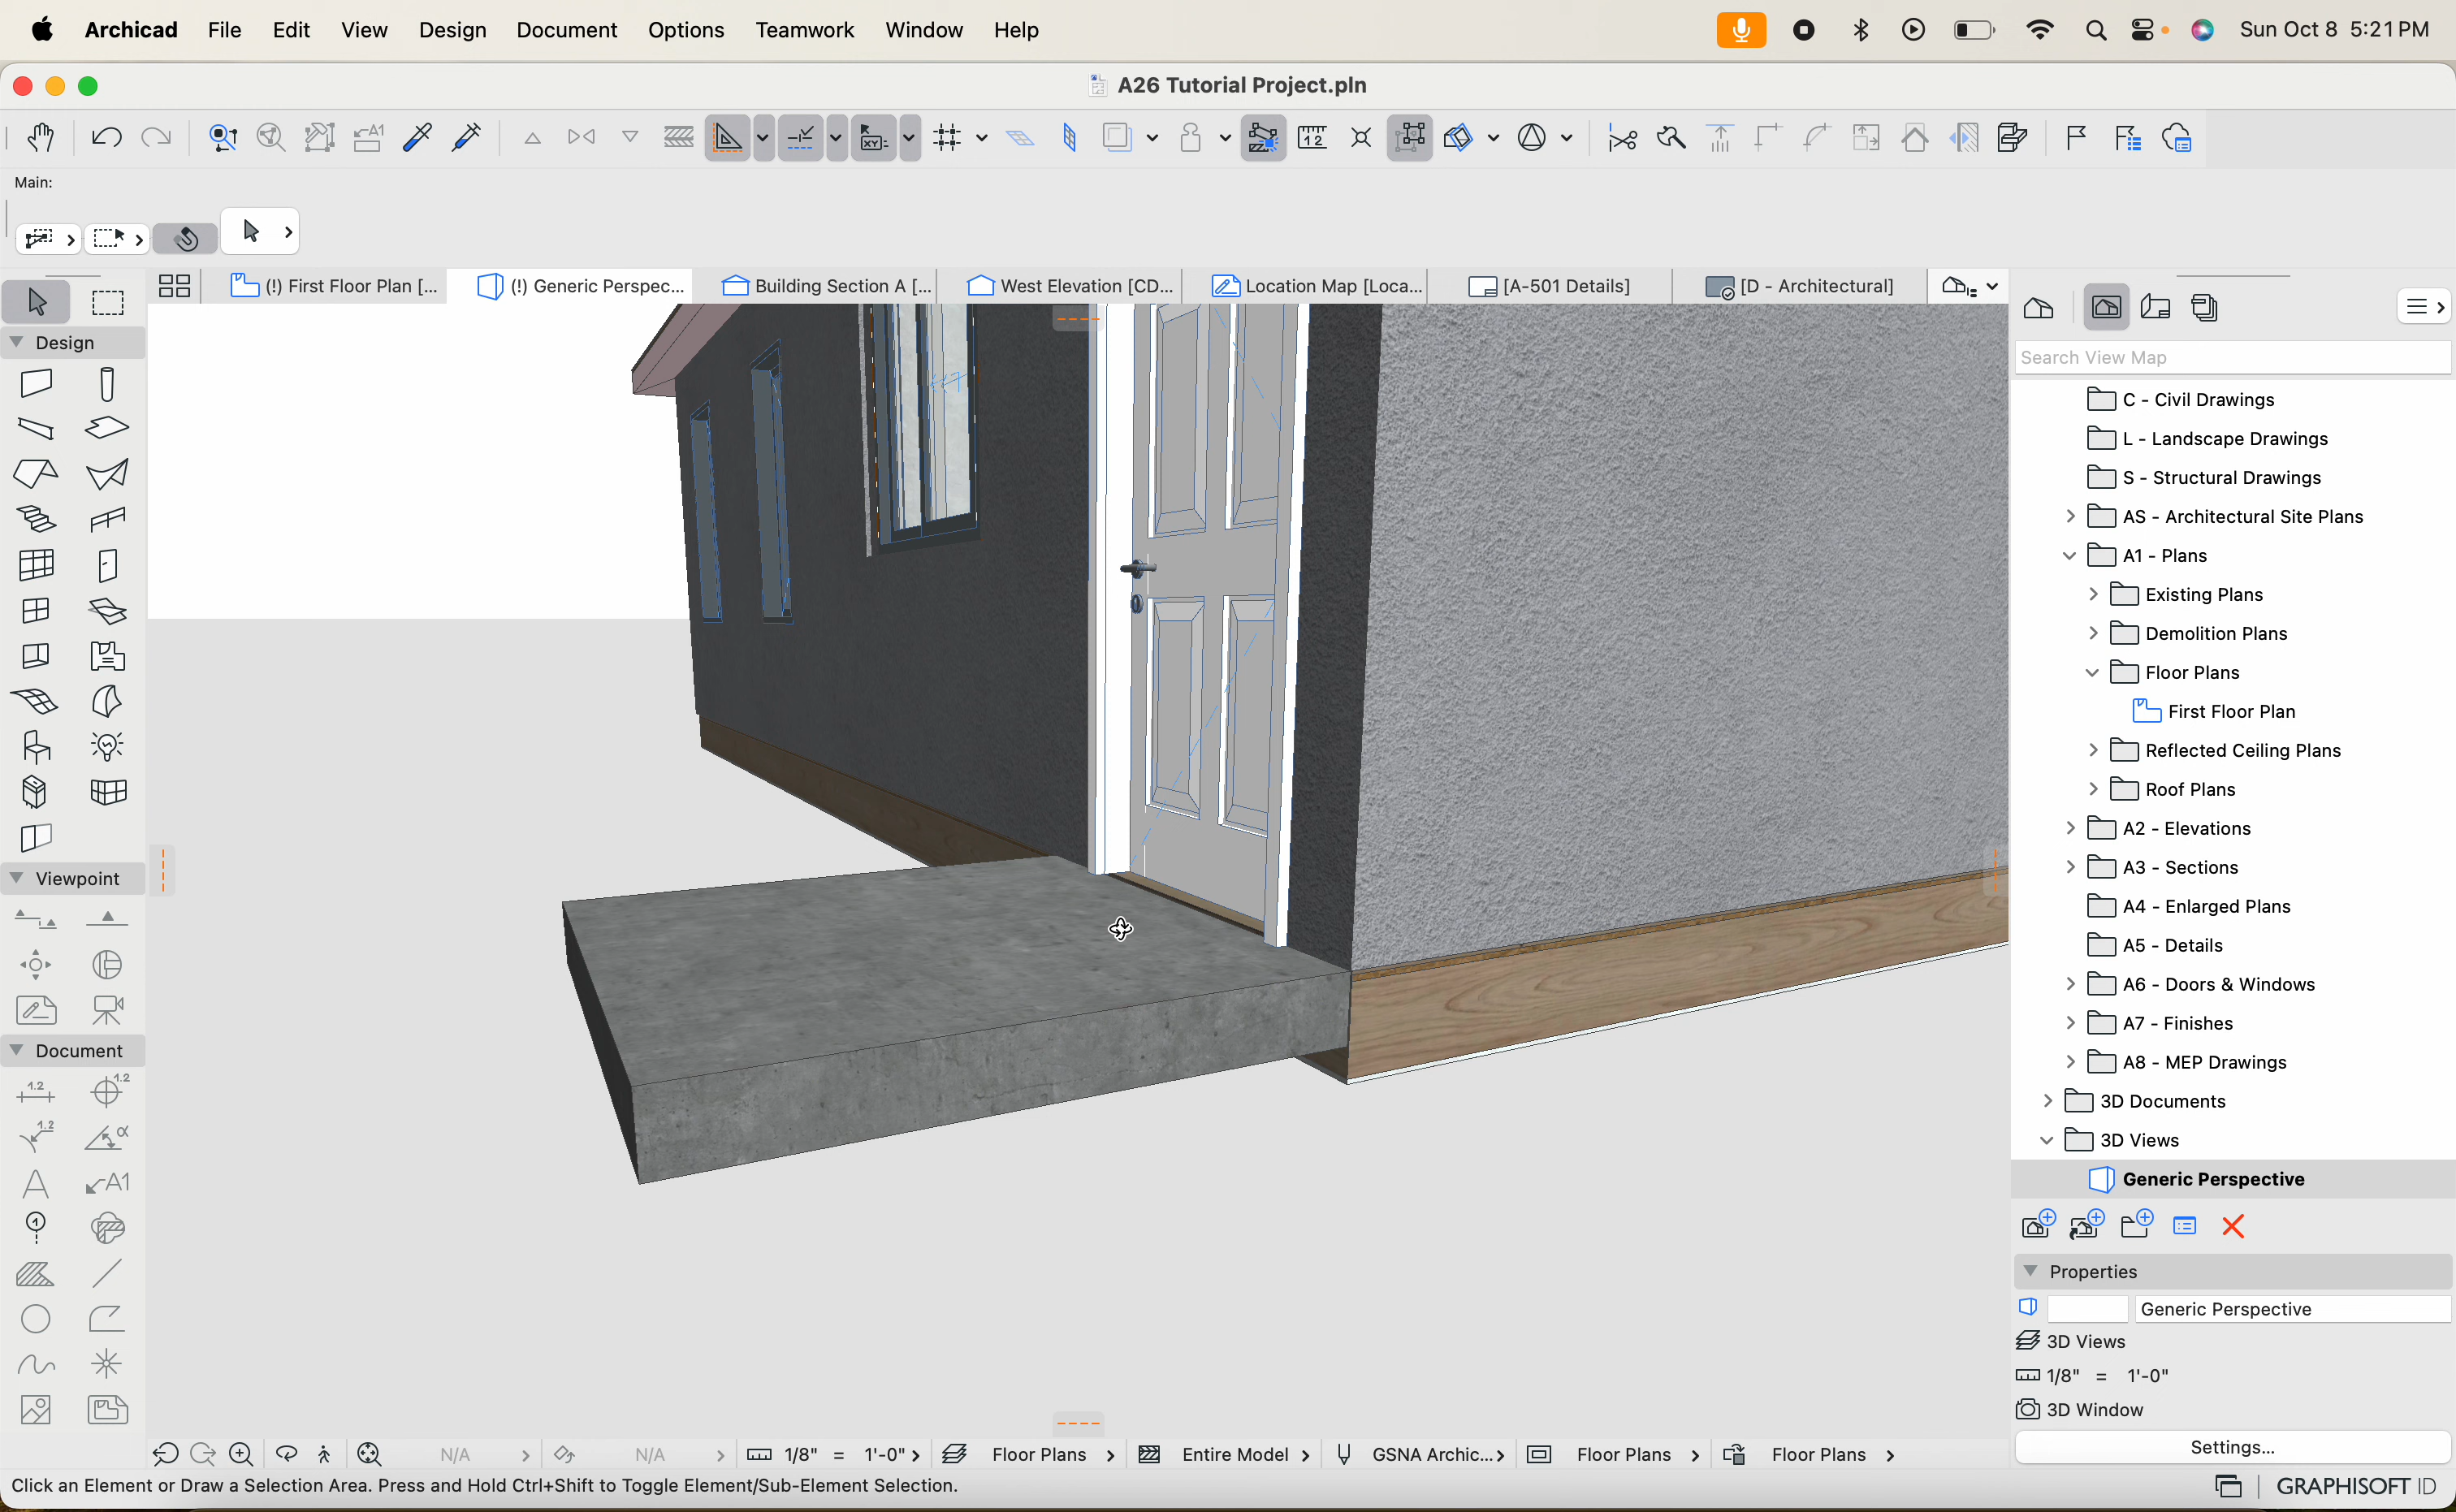 Archicad File Edit View Design Document Options Teamwork Window Help Sun Oct 8 5:21 PM
A26 Tutorial Project.pln
Main:
(!) First Floor Plan [... (!) Generic Perspec... Building Section A [... West Elevation [CD... Location Map [Loca... [A-501 Details] [D - Architectural]
Design
Search View Map
C - Civil Drawings
L - Landscape Drawings
S - Structural Drawings
AS - Architectural Site Plans
A1 - Plans
Existing Plans
Demolition Plans
Floor Plans
First Floor Plan
Reflected Ceiling Plans
Roof Plans
A2 - Elevations
A3 - Sections
A4 - Enlarged Plans
A5 - Details
A6 - Doors & Windows
A7 - Finishes
A8 - MEP Drawings
3D Documents
3D Views
Generic Perspective
Viewpoint
Document
Properties
Generic Perspective
3D Views
1/8" = 1'-0"
3D Window
Settings...
N/A N/A 1/8" = 1'-0" Floor Plans Entire Model GSNA Archic... Floor Plans Floor Plans
Click an Element or Draw a Selection Area. Press and Hold Ctrl+Shift to Toggle Element/Sub-Element Selection.
GRAPHISOFT ID